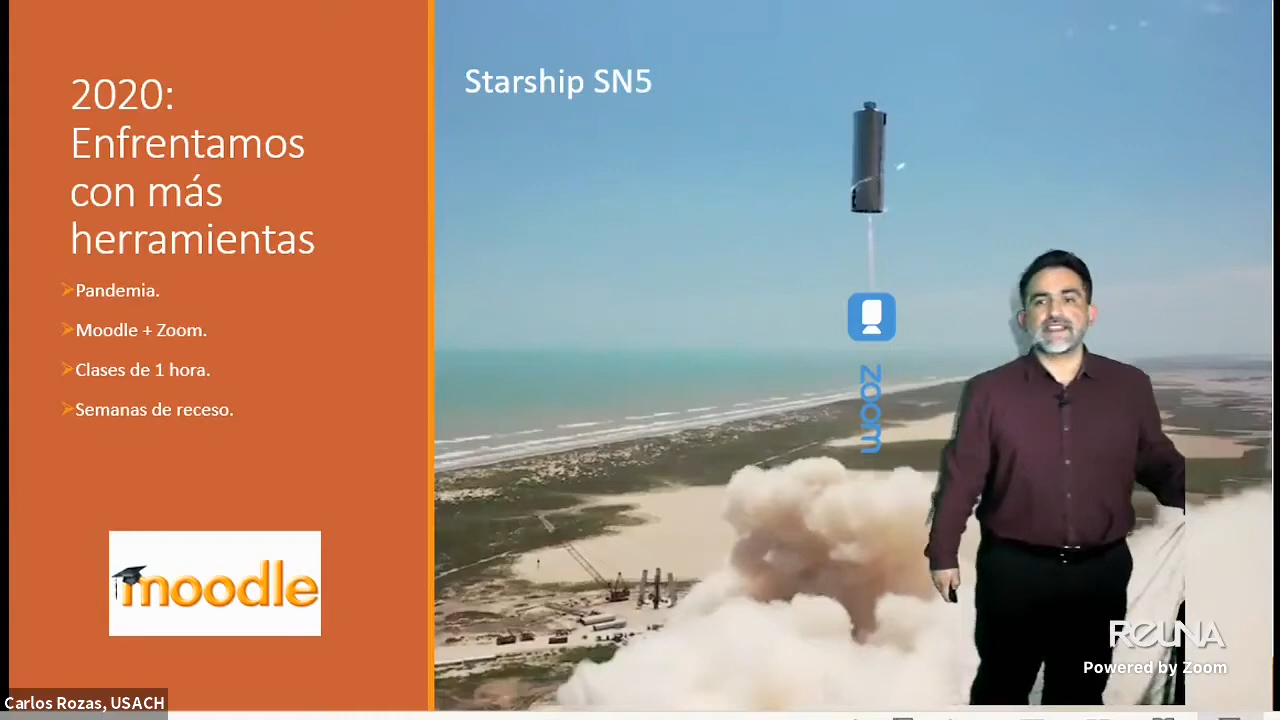 2020:
Enfrentamos
con más
herramientas
Pandemia.
Moodle + Zoom.
Clases de 1 hora.
Semanas de receso.
moodle
Starship SN5
zoom
REUNA
Powered by Zoom
Carlos Rozas, USACH